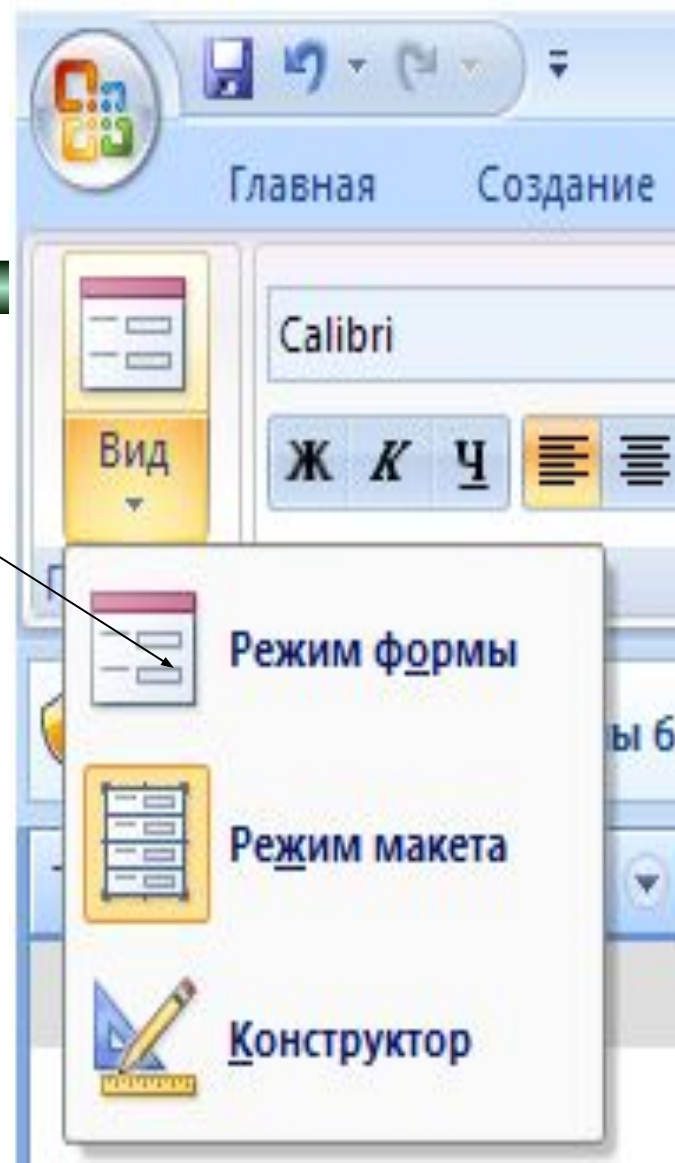 Главная Создание
Calibri
Вид
Ж К Ч
Режим формы
ы б
Режим макета
Конструктор